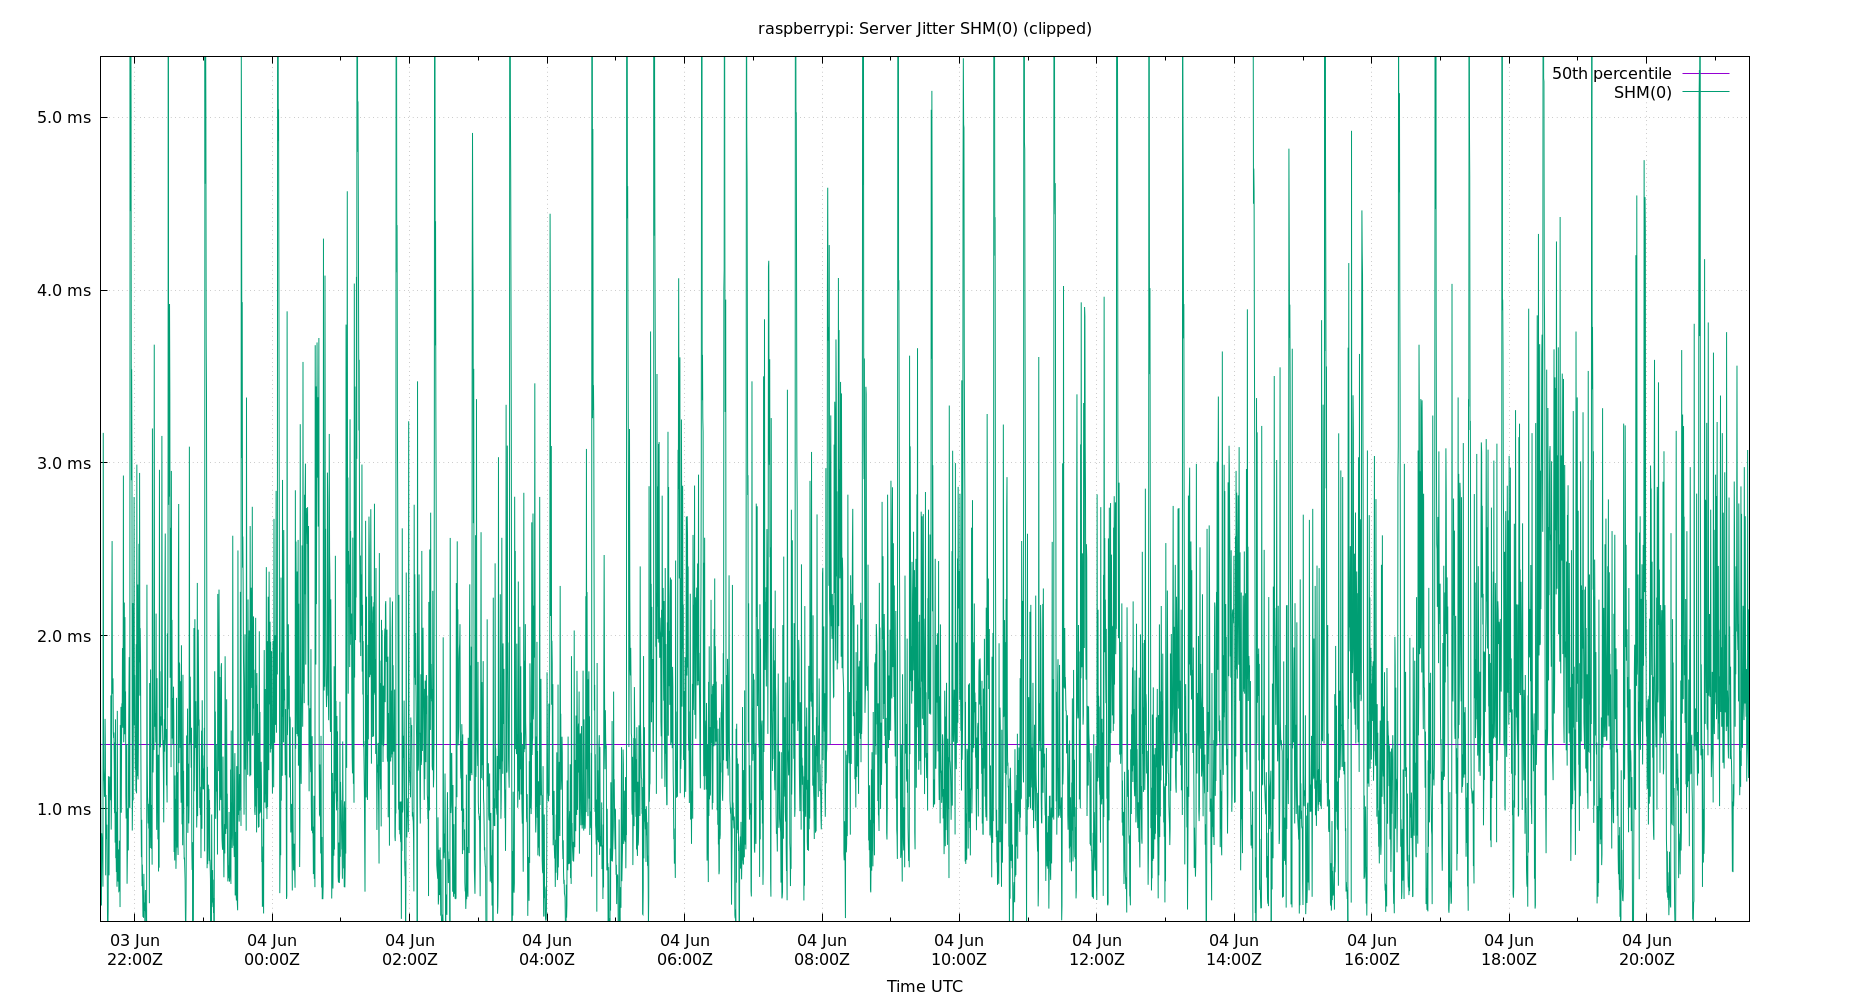 raspberrypi: Server Jitter SHM(0) (clipped)
50th percentile
SHM(0)
5.0 ms
4.0 ms
3.0 ms
2.0 ms
1.0 ms
03 Jun 04 Jun 04 Jun 04 Jun 04 Jun 04 Jun 04 Jun 04 Jun 04 Jun 04 Jun 04 Jun 04 Jun
22:00Z 00:00Z 02:00Z 04:00Z 06:00Z 08:00Z 10:00Z 12:00Z 14:00Z 16:00Z 18:00Z 20:00Z
Time UTC